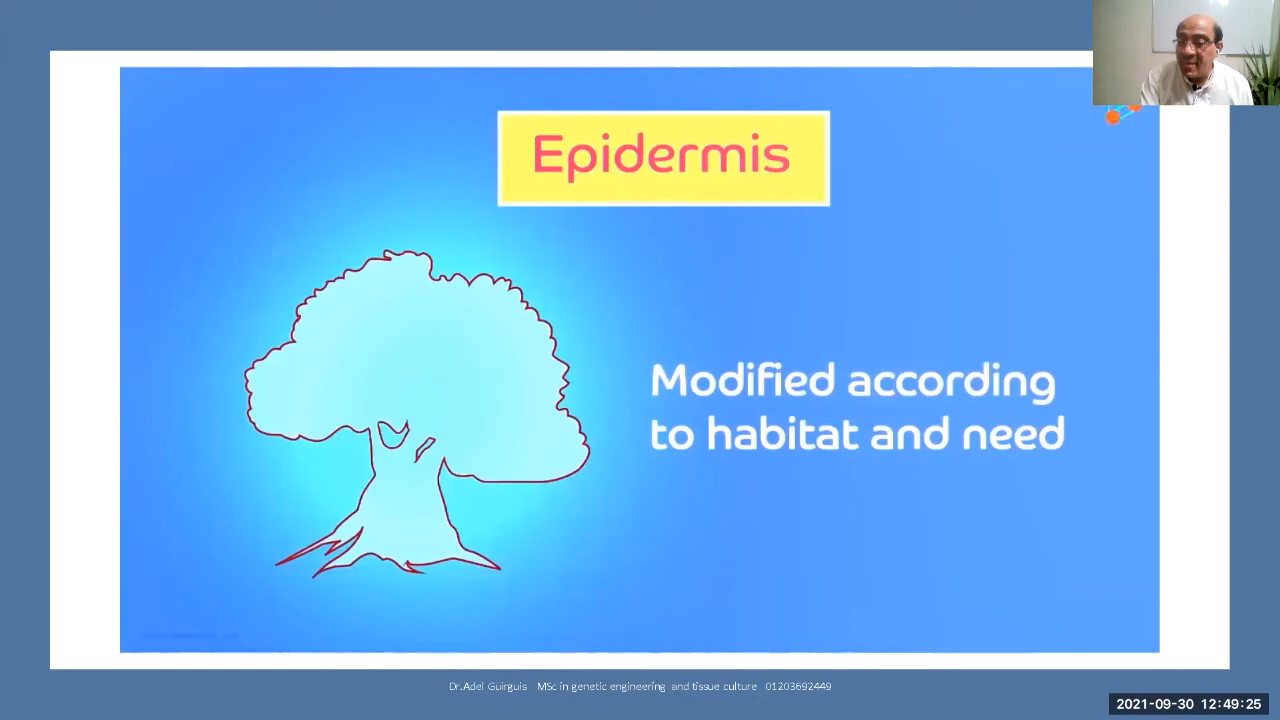 Epidermis
Modified according
to habitat and need
Dr.Adel Guirguis MSc in genetic engineering and tissue culture 01203692449
2021-09-30 12:49:25